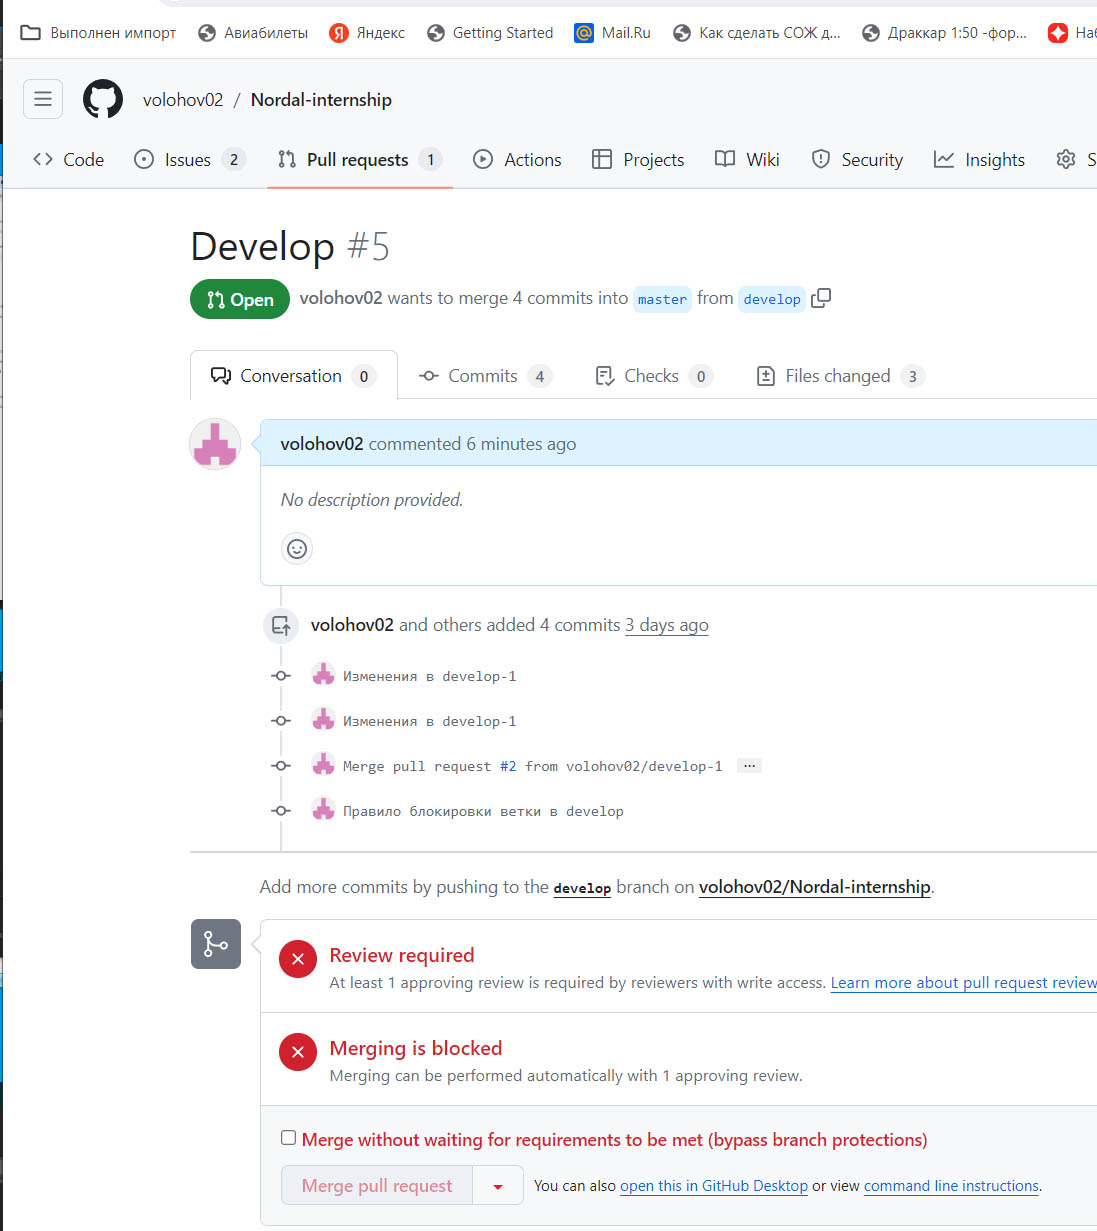 Выполнен импорт Авиабилеты Яндекс Getting Started Mail.Ru Как сделать СОЖ д... Драккар 1:50 -фор...
volohov02 / Nordal-internship
Code Issues 2 Pull requests 1 Actions Projects Wiki Security Insights
Develop #5
Open volohov02 wants to merge 4 commits into master from develop
Conversation 0 Commits 4 Checks 0 Files changed 3
volohov02 commented 6 minutes ago
No description provided.
volohov02 and others added 4 commits 3 days ago
Изменения в develop-1
Изменения в develop-1
Merge pull request #2 from volohov02/develop-1 ...
Правило блокировки ветки в develop
Add more commits by pushing to the develop branch on volohov02/Nordal-internship.
Review required
At least 1 approving review is required by reviewers with write access. Learn more about pull request review
Merging is blocked
Merging can be performed automatically with 1 approving review.
Merge without waiting for requirements to be met (bypass branch protections)
Merge pull request You can also open this in GitHub Desktop or view command line instructions.